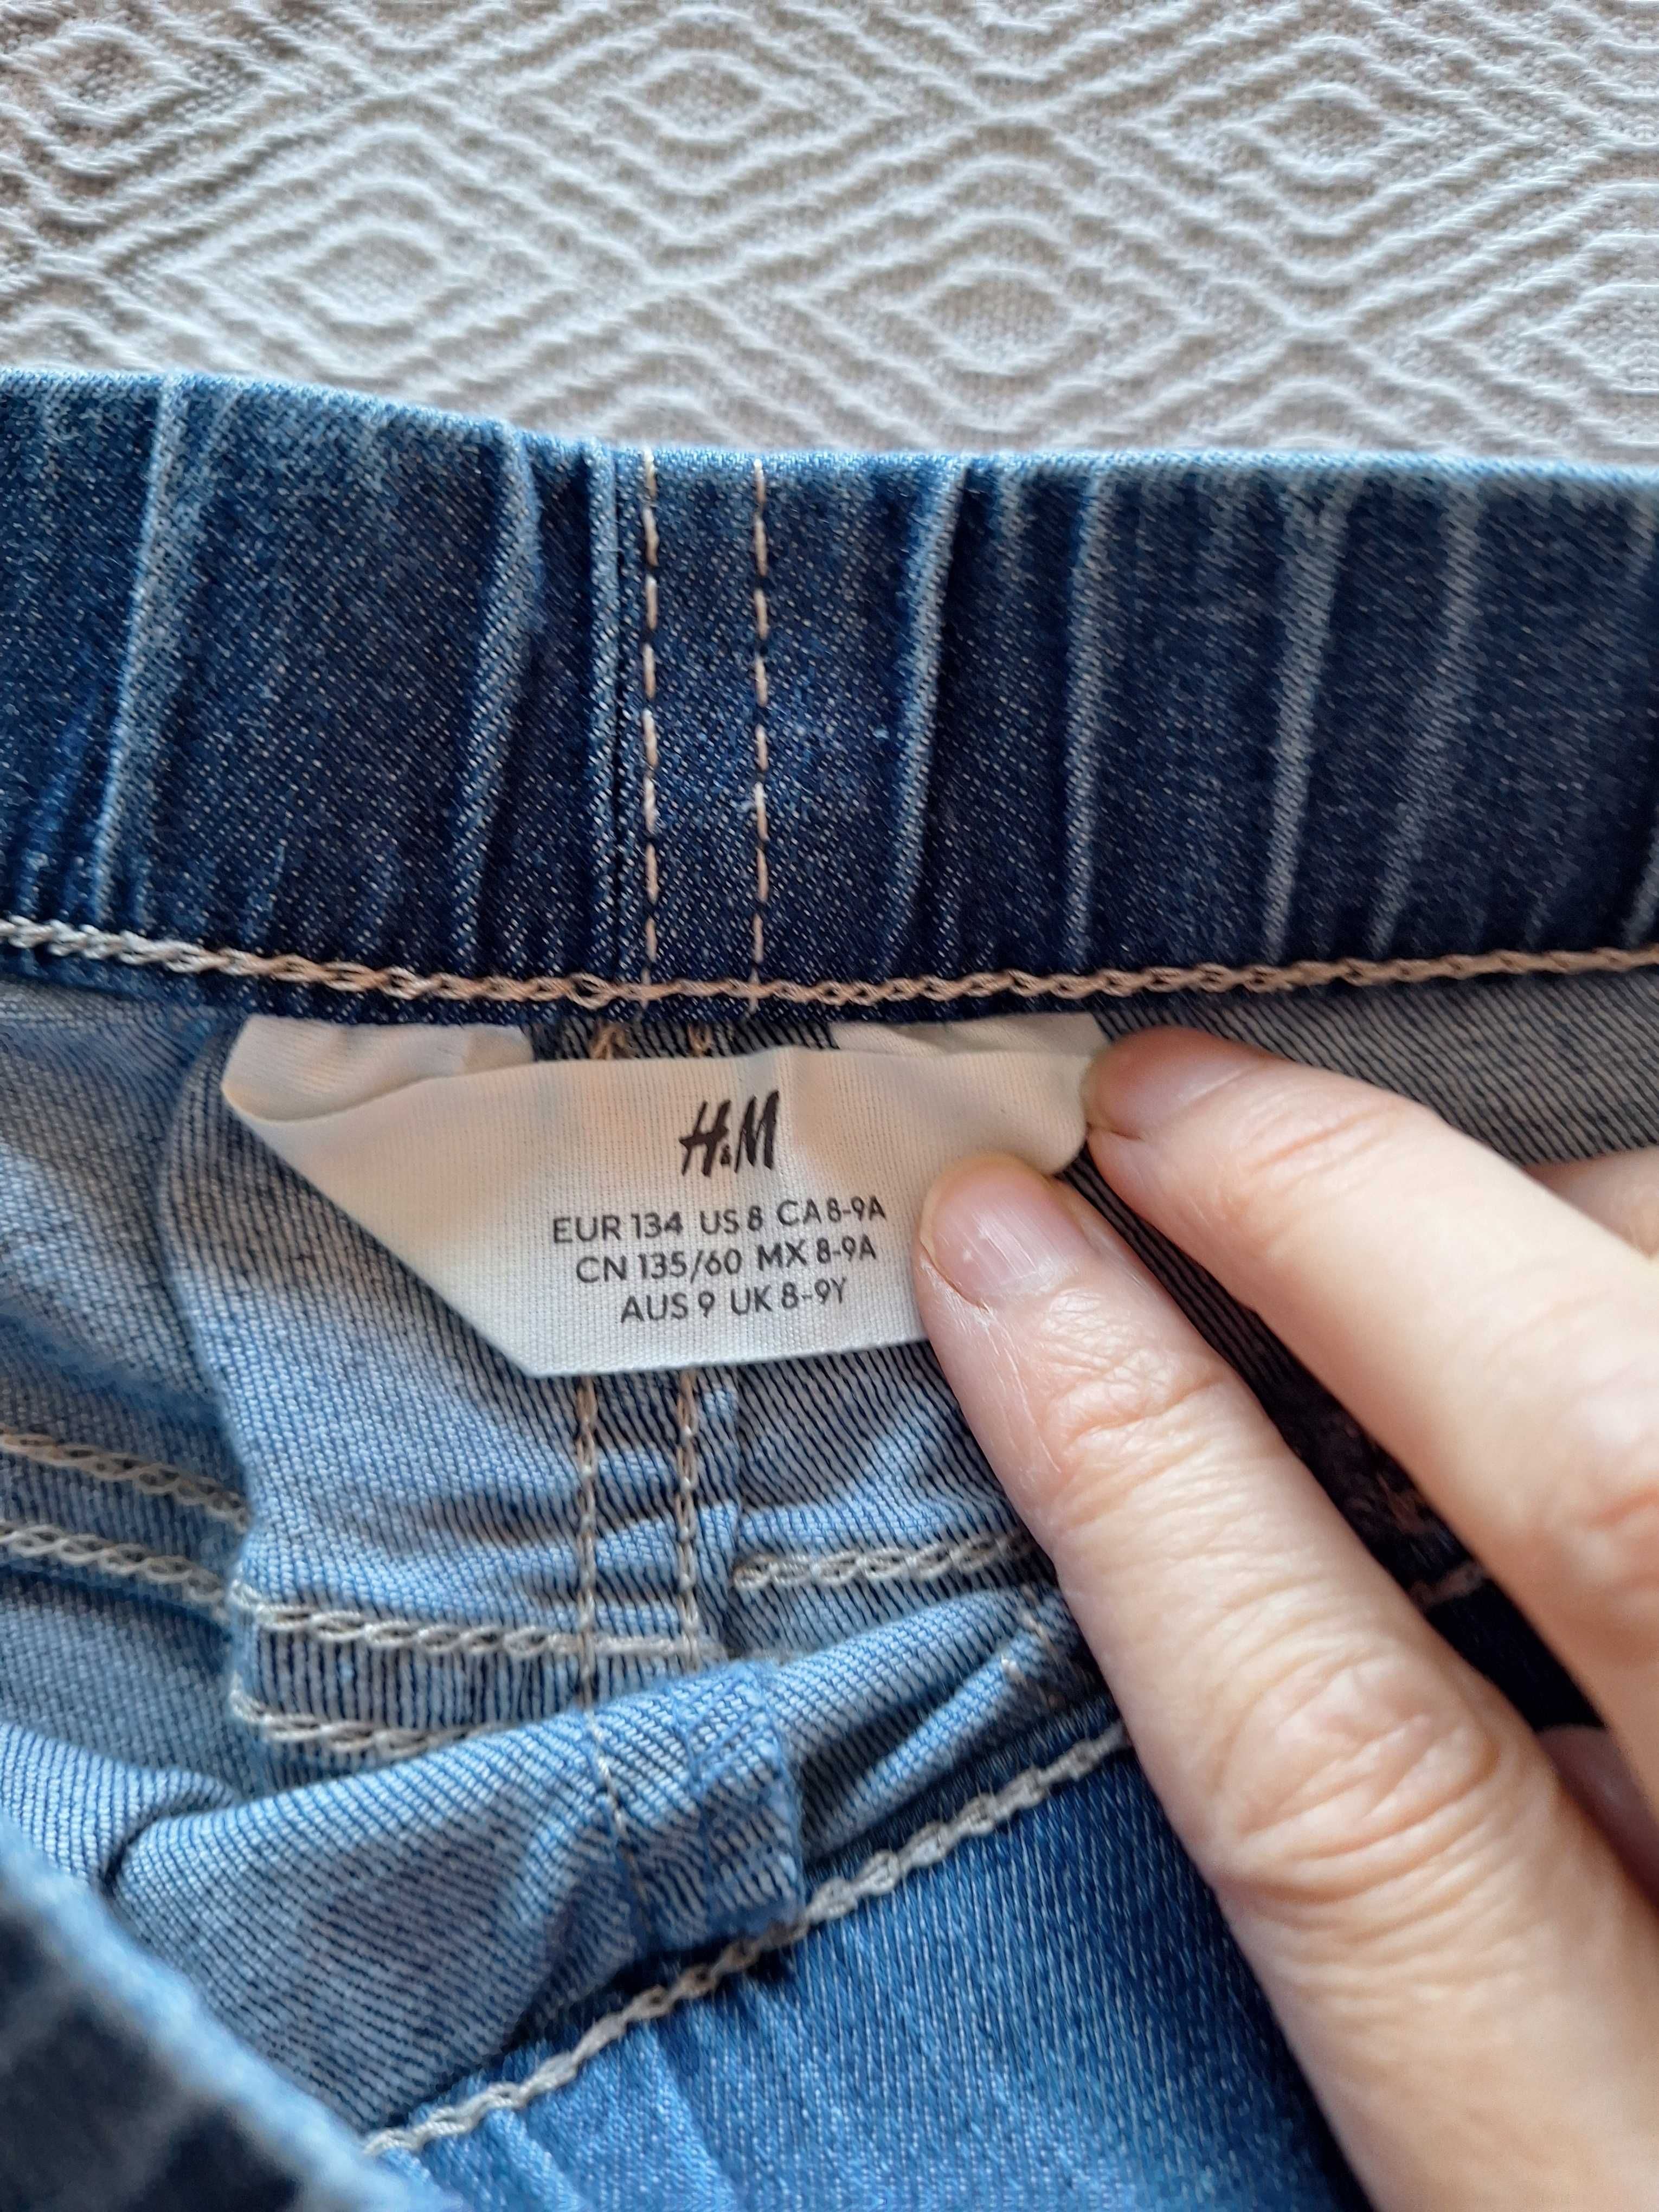 H&M
EUR 134 US 8 CA 8-9A
CN 135/60 MX 8-9A
AUS 9 UK 8-9Y